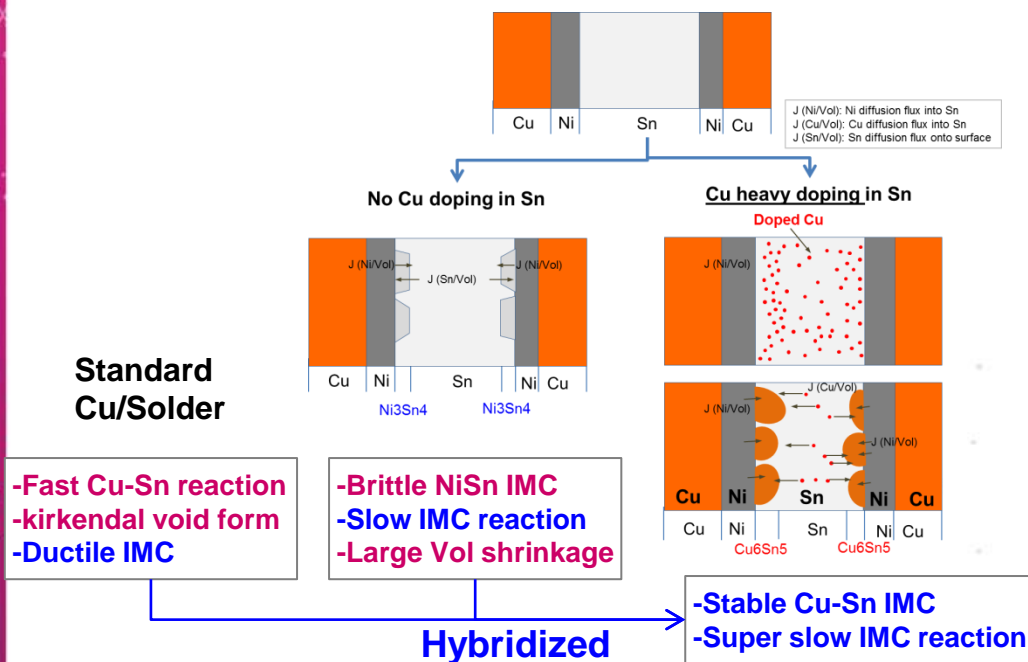 Cu
Ni
Sn
Ni
Cu
J (Ni/Vol): Ni diffusion flux into Sn
J (Cu/Vol): Cu diffusion flux into Sn
J (Sn/Vol): Sn diffusion flux onto surface
No Cu doping in Sn
Cu heavy doping in Sn
Doped Cu
J (Ni/Vol)
J (Sn/Vol)
J (Ni/Vol)
Cu
Ni
Sn
Ni
Cu
Ni3Sn4
Ni3Sn4
J (Ni/Vol)
J (Cu/Vol)
J (Ni/Vol)
J (Ni/Vol)
Cu
Ni
Sn
Ni
Cu
Cu
Ni
Sn
Ni
Cu
Cu6Sn5
Cu6Sn5
Standard
Cu/Solder
-Fast Cu-Sn reaction
-kirkendal void form
-Ductile IMC
-Brittle NiSn IMC
-Slow IMC reaction
-Large Vol shrinkage
Hybridized
-Stable Cu-Sn IMC
-Super slow IMC reaction